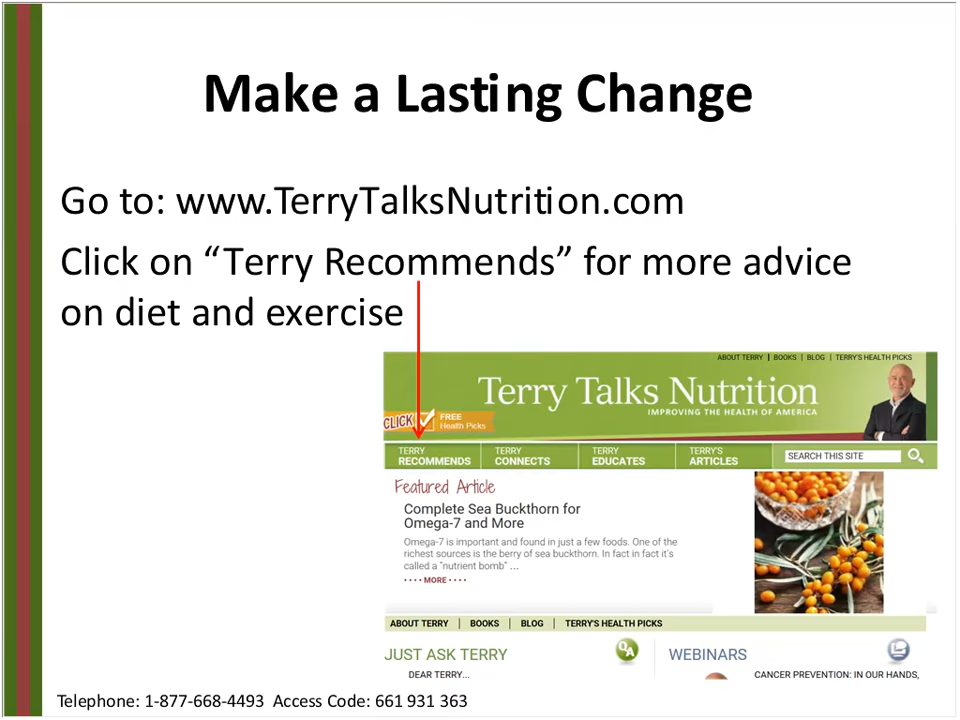 Make a Lasting Change
Go to: www.TerryTalksNutrition.com
Click on “Terry Recommends” for more advice
on diet and exercise
ABOUT TERRY | BOOKS | BLOG | TERRY'S HEALTH PICKS
Terry Talks Nutrition
IMPROVING THE HEALTH OF AMERICA
CLICK FREE
Health Picks
TERRY RECOMMENDS
TERRY CONNECTS
TERRY EDUCATES
TERRY'S ARTICLES
SEARCH THIS SITE
Featured Article
Complete Sea Buckthorn for
Omega-7 and More
Omega-7 is important and found in just a few foods. One of the
richest sources is the berry of sea buckthorn. In fact in fact it's
called a "nutrient bomb" ...
• • • • MORE • • • •
ABOUT TERRY | BOOKS | BLOG | TERRY'S HEALTH PICKS
JUST ASK TERRY
QA
WEBINARS
DEAR TERRY...
CANCER PREVENTION: IN OUR HANDS,
Telephone: 1-877-668-4493 Access Code: 661 931 363